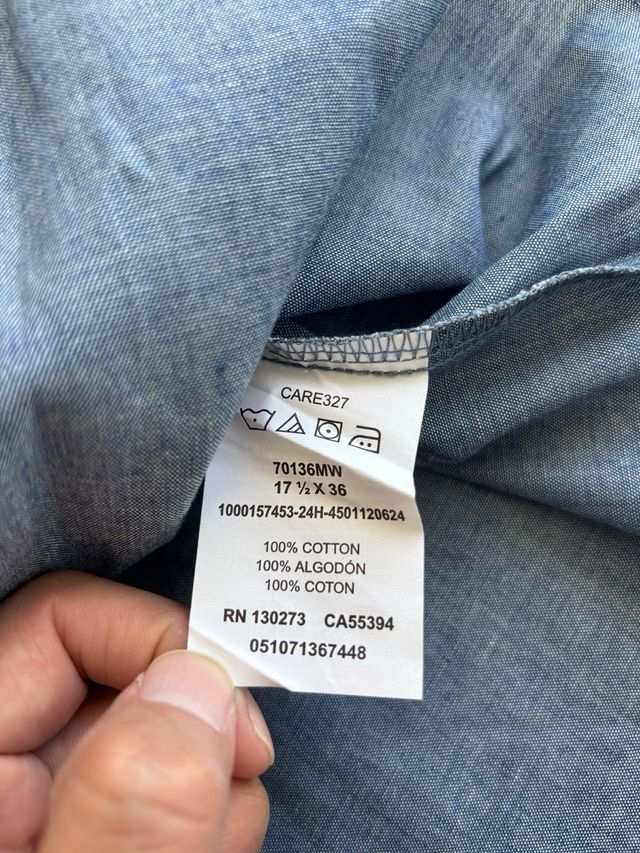 CARE327
70136MW
17 ½ X 36
1000157453-24H-4501120624
100% COTTON
100% ALGODÓN
100% COTON
RN 130273 CA55394
051071367448